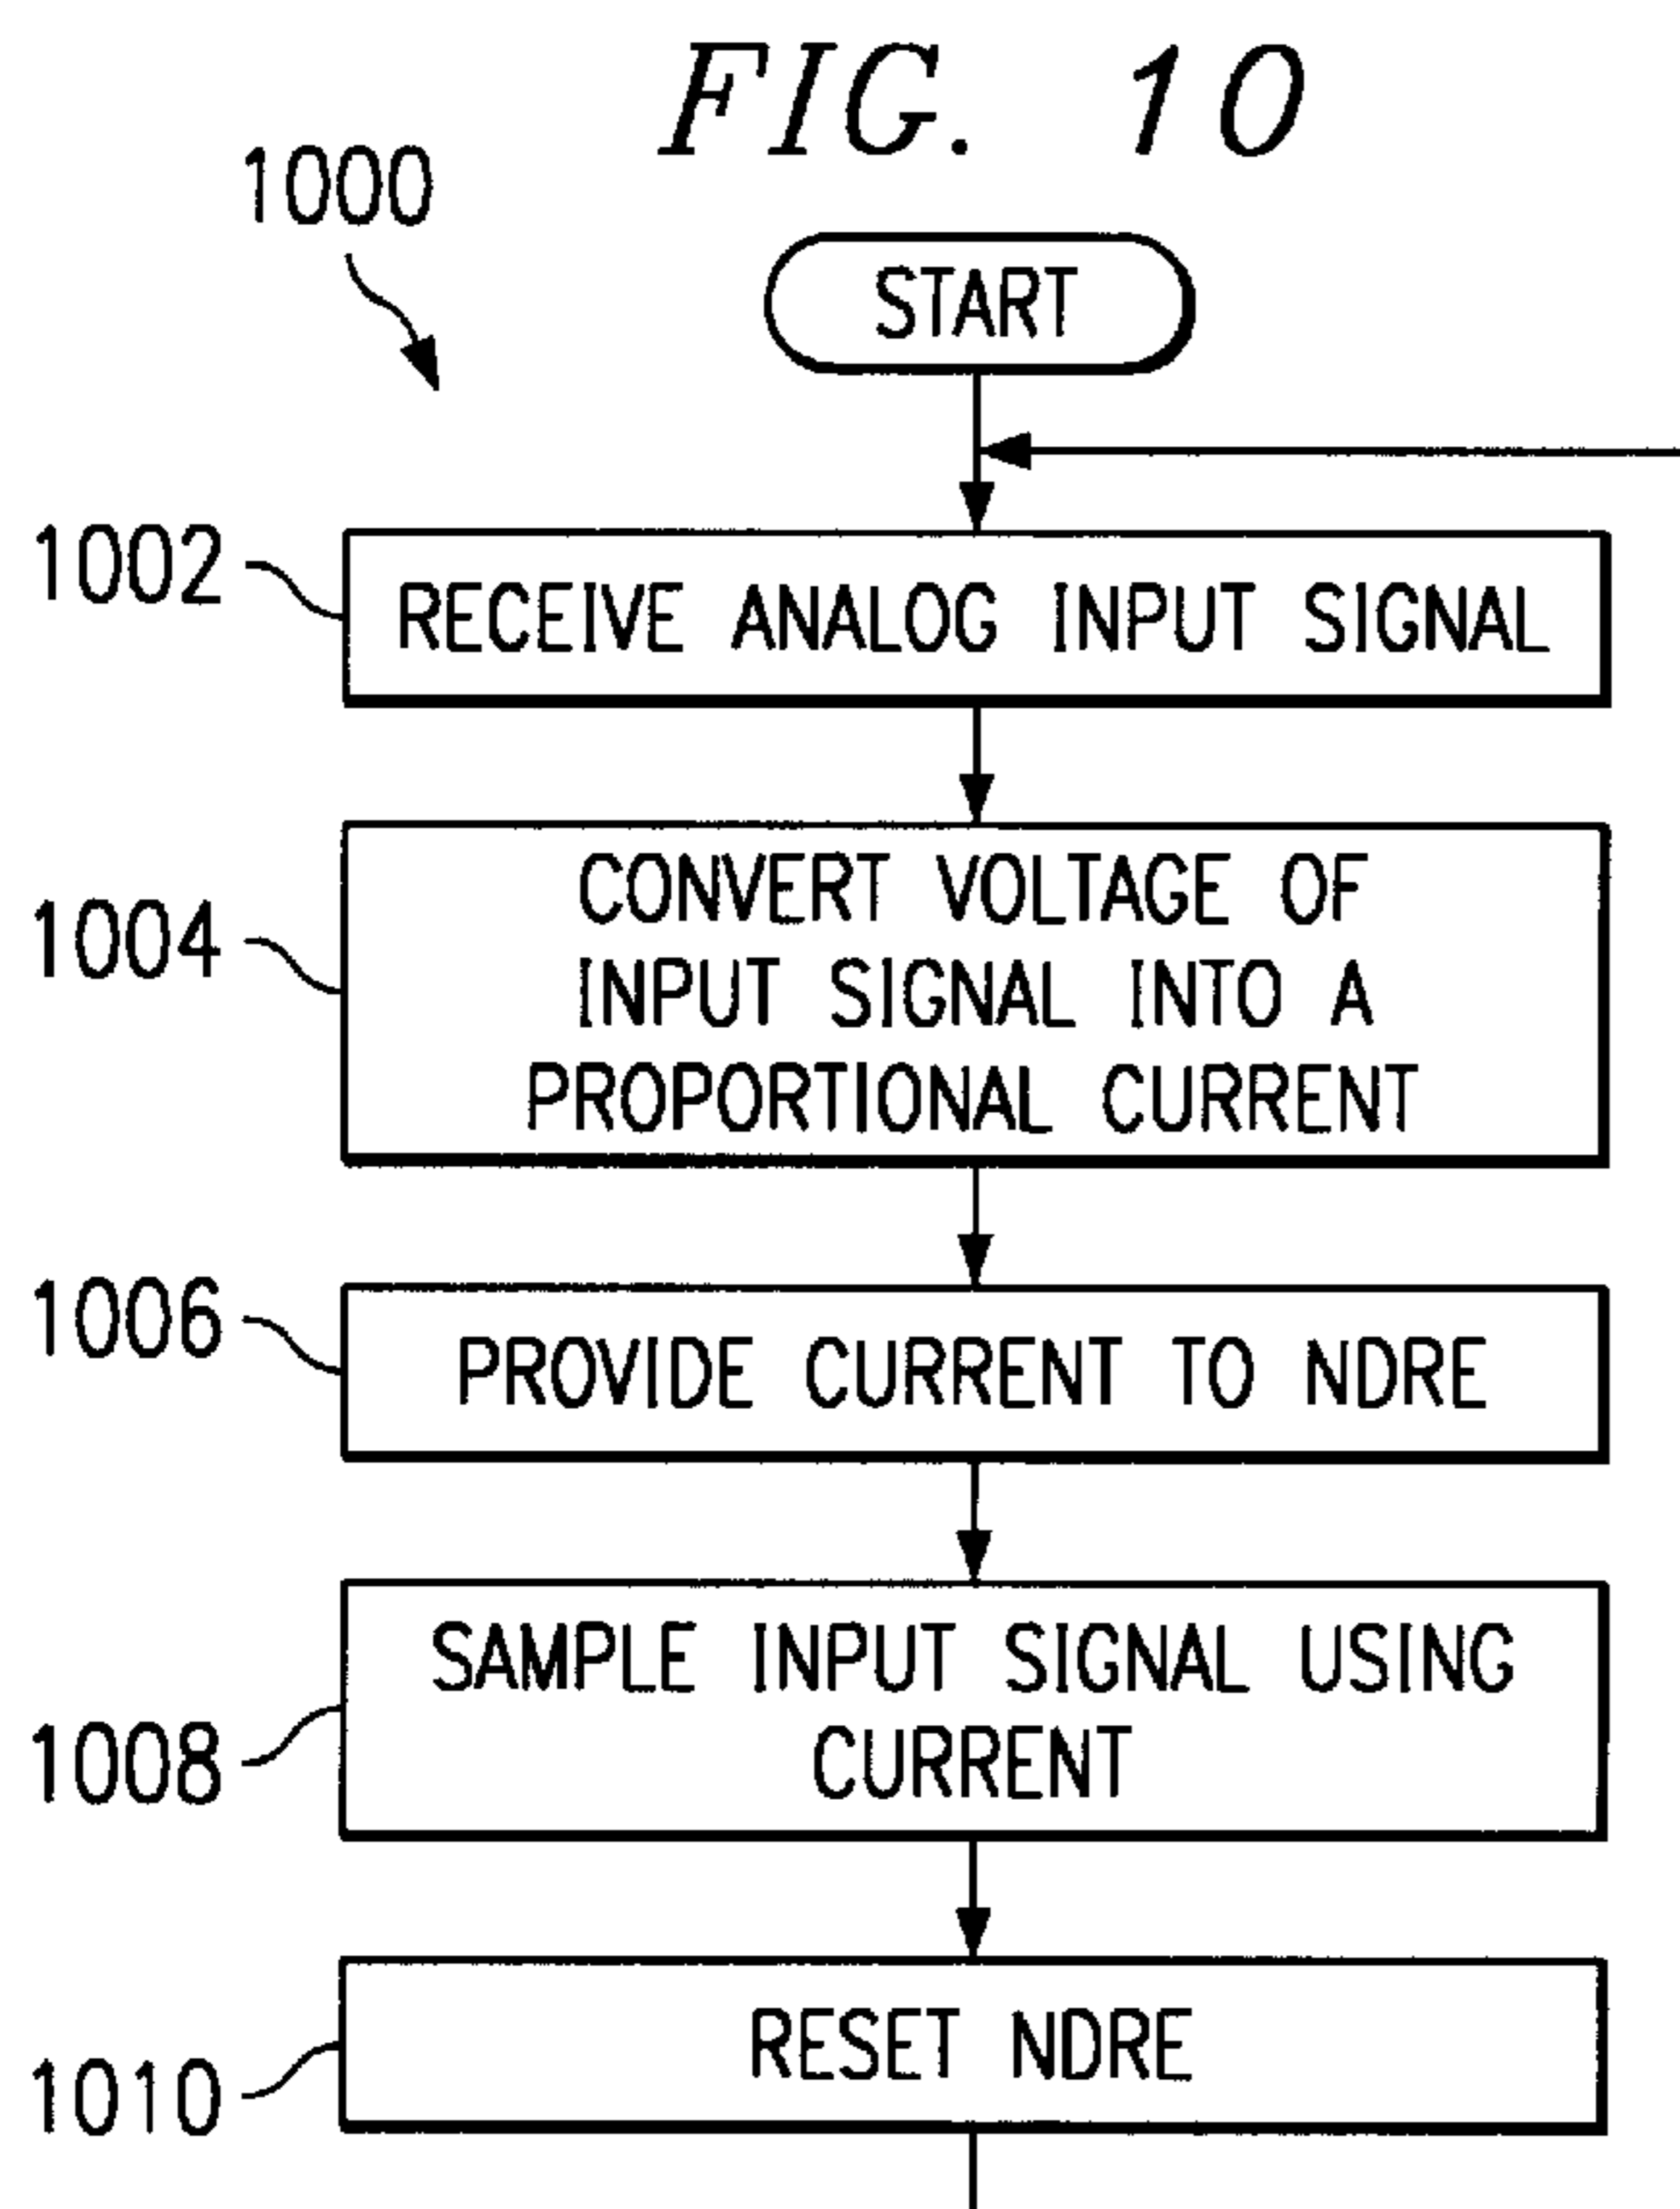 FIG. 10
1000
START
1002
RECEIVE ANALOG INPUT SIGNAL
1004
CONVERT VOLTAGE OF
INPUT SIGNAL INTO A
PROPORTIONAL CURRENT
1006
PROVIDE CURRENT TO NDRE
1008
SAMPLE INPUT SIGNAL USING
CURRENT
1010
RESET NDRE